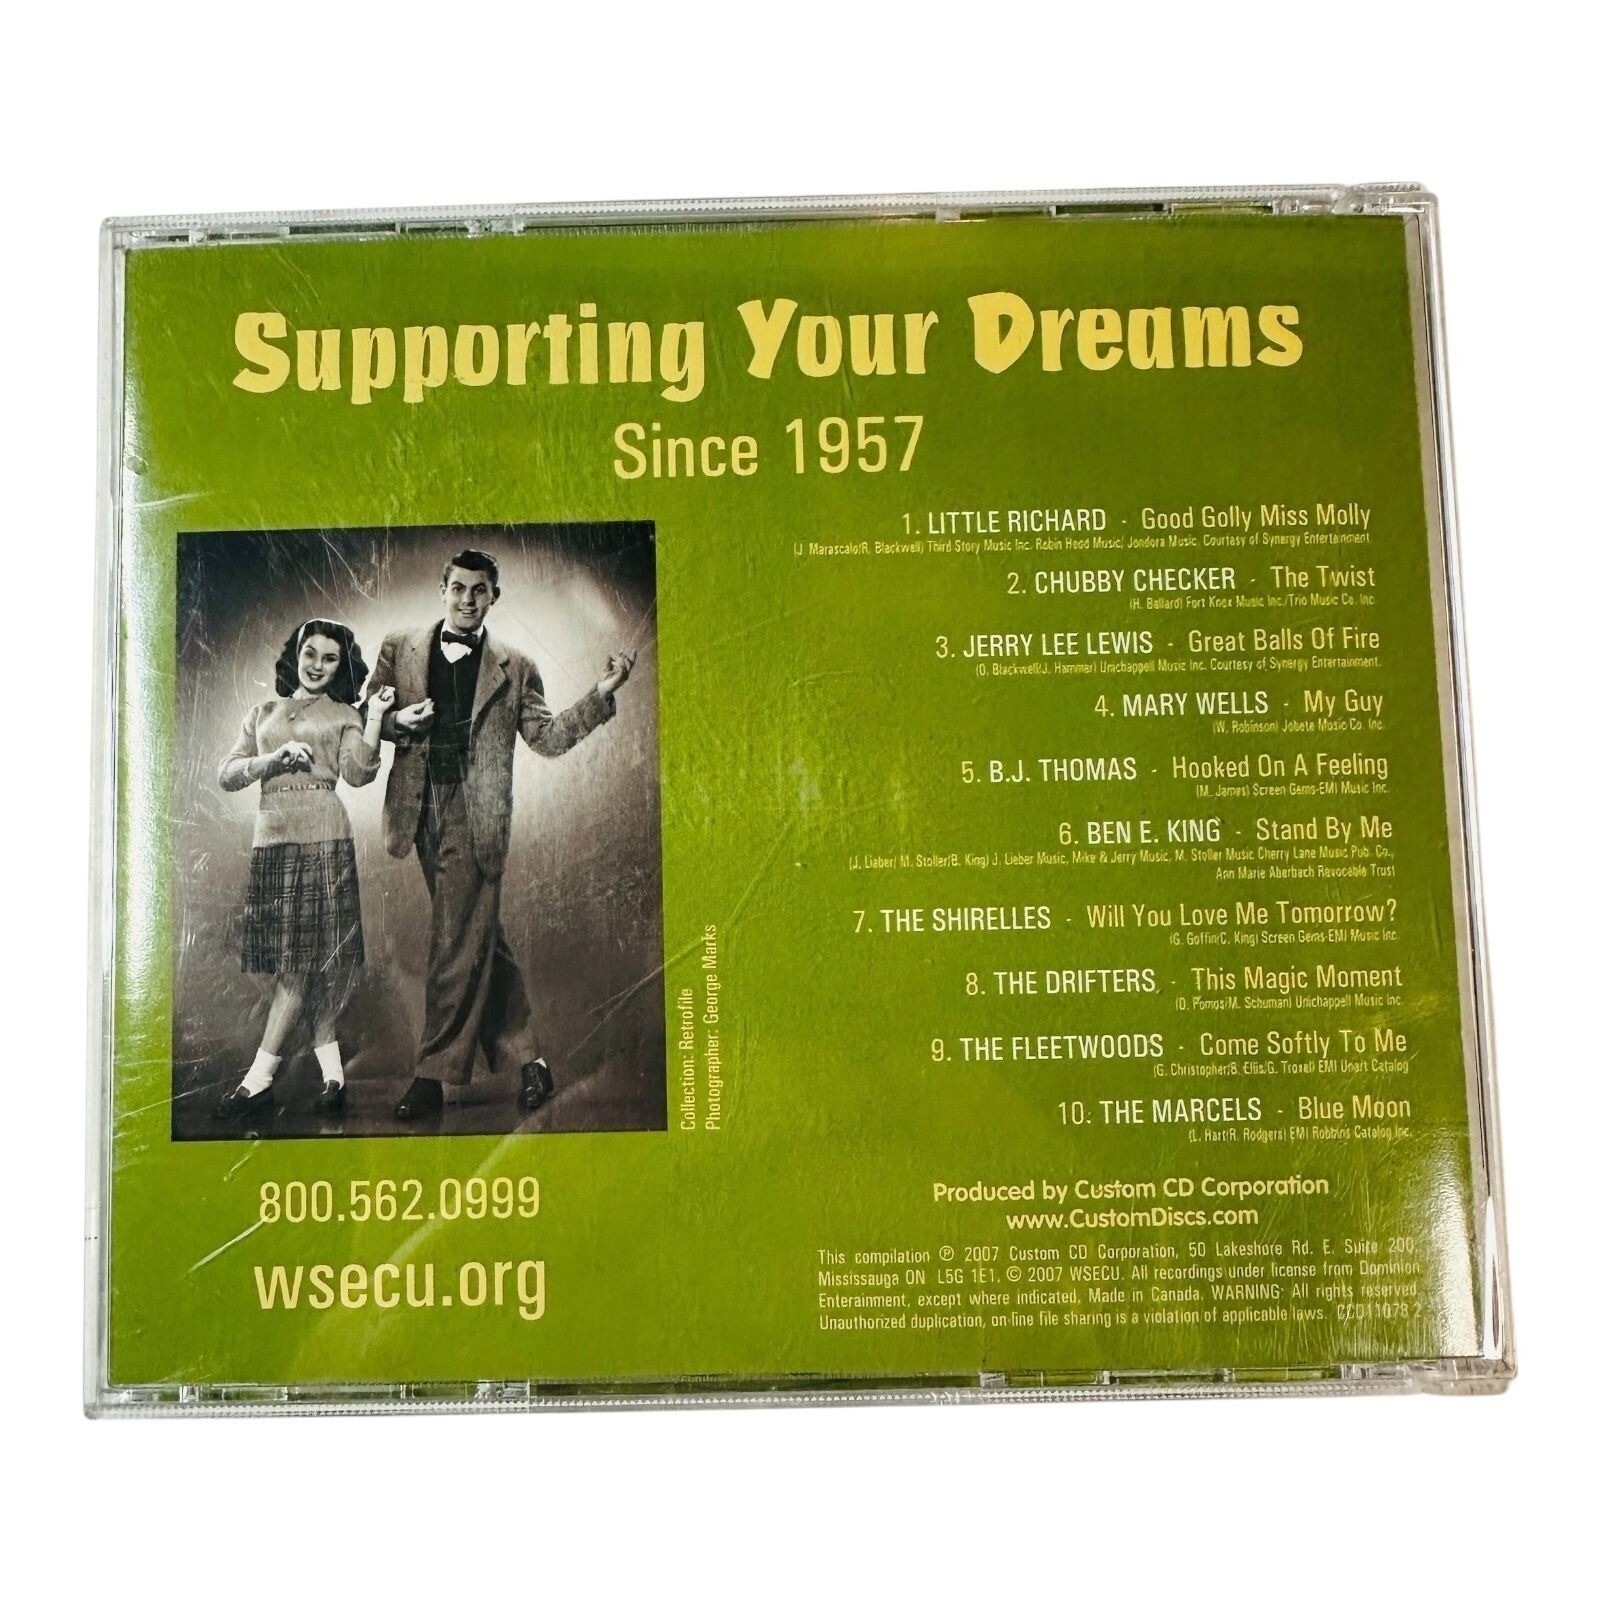 Supporting Your Dreams
Since 1957
1. LITTLE RICHARD - Good Golly Miss Molly
(J. Marascalo/R. Blackwell) Third Story Music Inc. Robin Hood Music/ Jondora Music. Courtesy of Synergy Entertainment.
2. CHUBBY CHECKER - The Twist
(H. Ballard) Fort Knox Music Inc./Trio Music Co. Inc.
3. JERRY LEE LEWIS - Great Balls Of Fire
(O. Blackwell/J. Hammer) Unichappell Music Inc. Courtesy of Synergy Entertainment.
4. MARY WELLS - My Guy
(W. Robinson) Jobete Music Co. Inc.
5. B.J. THOMAS - Hooked On A Feeling
(M. James) Screen Gems-EMI Music Inc.
6. BEN E. KING - Stand By Me
(J. Lieber/ M. Stoller/B. King) J. Lieber Music, Mike & Jerry Music, M. Stoller Music Cherry Lane Music Pub. Co.,
Ann Marie Aberbach Revocable Trust
7. THE SHIRELLES - Will You Love Me Tomorrow?
(G. Goffin/C. King) Screen Gems-EMI Music Inc.
8. THE DRIFTERS - This Magic Moment
(D. Pomus/M. Schuman) Unichappell Music Inc.
9. THE FLEETWOODS - Come Softly To Me
(G. Christopher/B. Ellis/G. Troxel) EMI Unart Catalog
10. THE MARCELS - Blue Moon
(L. Hart/R. Rodgers) EMI Robbins Catalog Inc.
Collection: Retrofile
Photographer: George Marks
800.562.0999
wsecu.org
Produced by Custom CD Corporation
www.CustomDiscs.com
This compilation ℗ 2007 Custom CD Corporation, 50 Lakeshore Rd. E. Suite 200,
Mississauga ON L5G 1E1. © 2007 WSECU. All recordings under license from Dominion
Enterainment, except where indicated. Made in Canada. WARNING: All rights reserved.
Unauthorized duplication, on-line file sharing is a violation of applicable laws. CCD11078 2